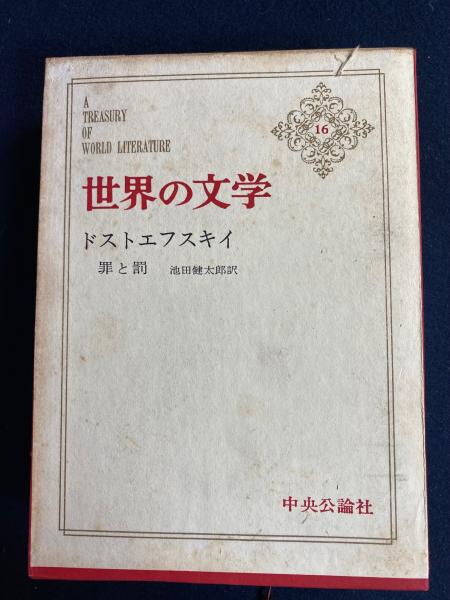 A
TREASURY
OF
WORLD LITERATURE
16
世界の文学
ドストエフスキイ
罪と罰 池田健太郎訳
中央公論社